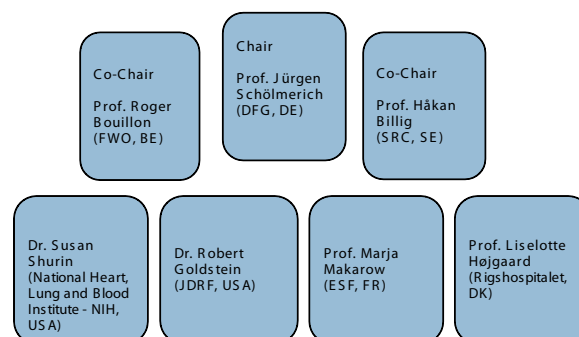 Co-Chair
Prof. Roger
Bouillon
(FWO, BE)
Chair
Prof. Jürgen
Schölmerich
(DFG, DE)
Co-Chair
Prof. Håkan
Billig
(SRC, SE)
Dr. Susan
Shurin
(National Heart,
Lung and Blood
Institute - NIH,
USA)
Dr. Robert
Goldstein
(JDRF, USA)
Prof. Marja
Makarow
(ESF, FR)
Prof. Liselotte
Højgaard
(Rigshospitalet,
DK)